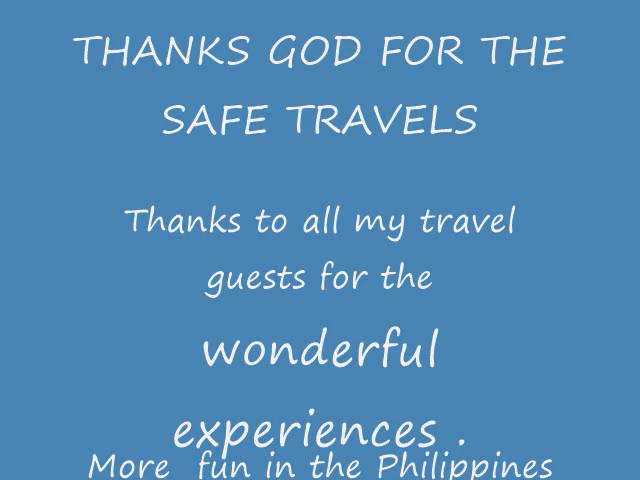 THANKS GOD FOR THE
SAFE TRAVELS
Thanks to all my travel
guests for the
wonderful
experiences .
More fun in the Philippines